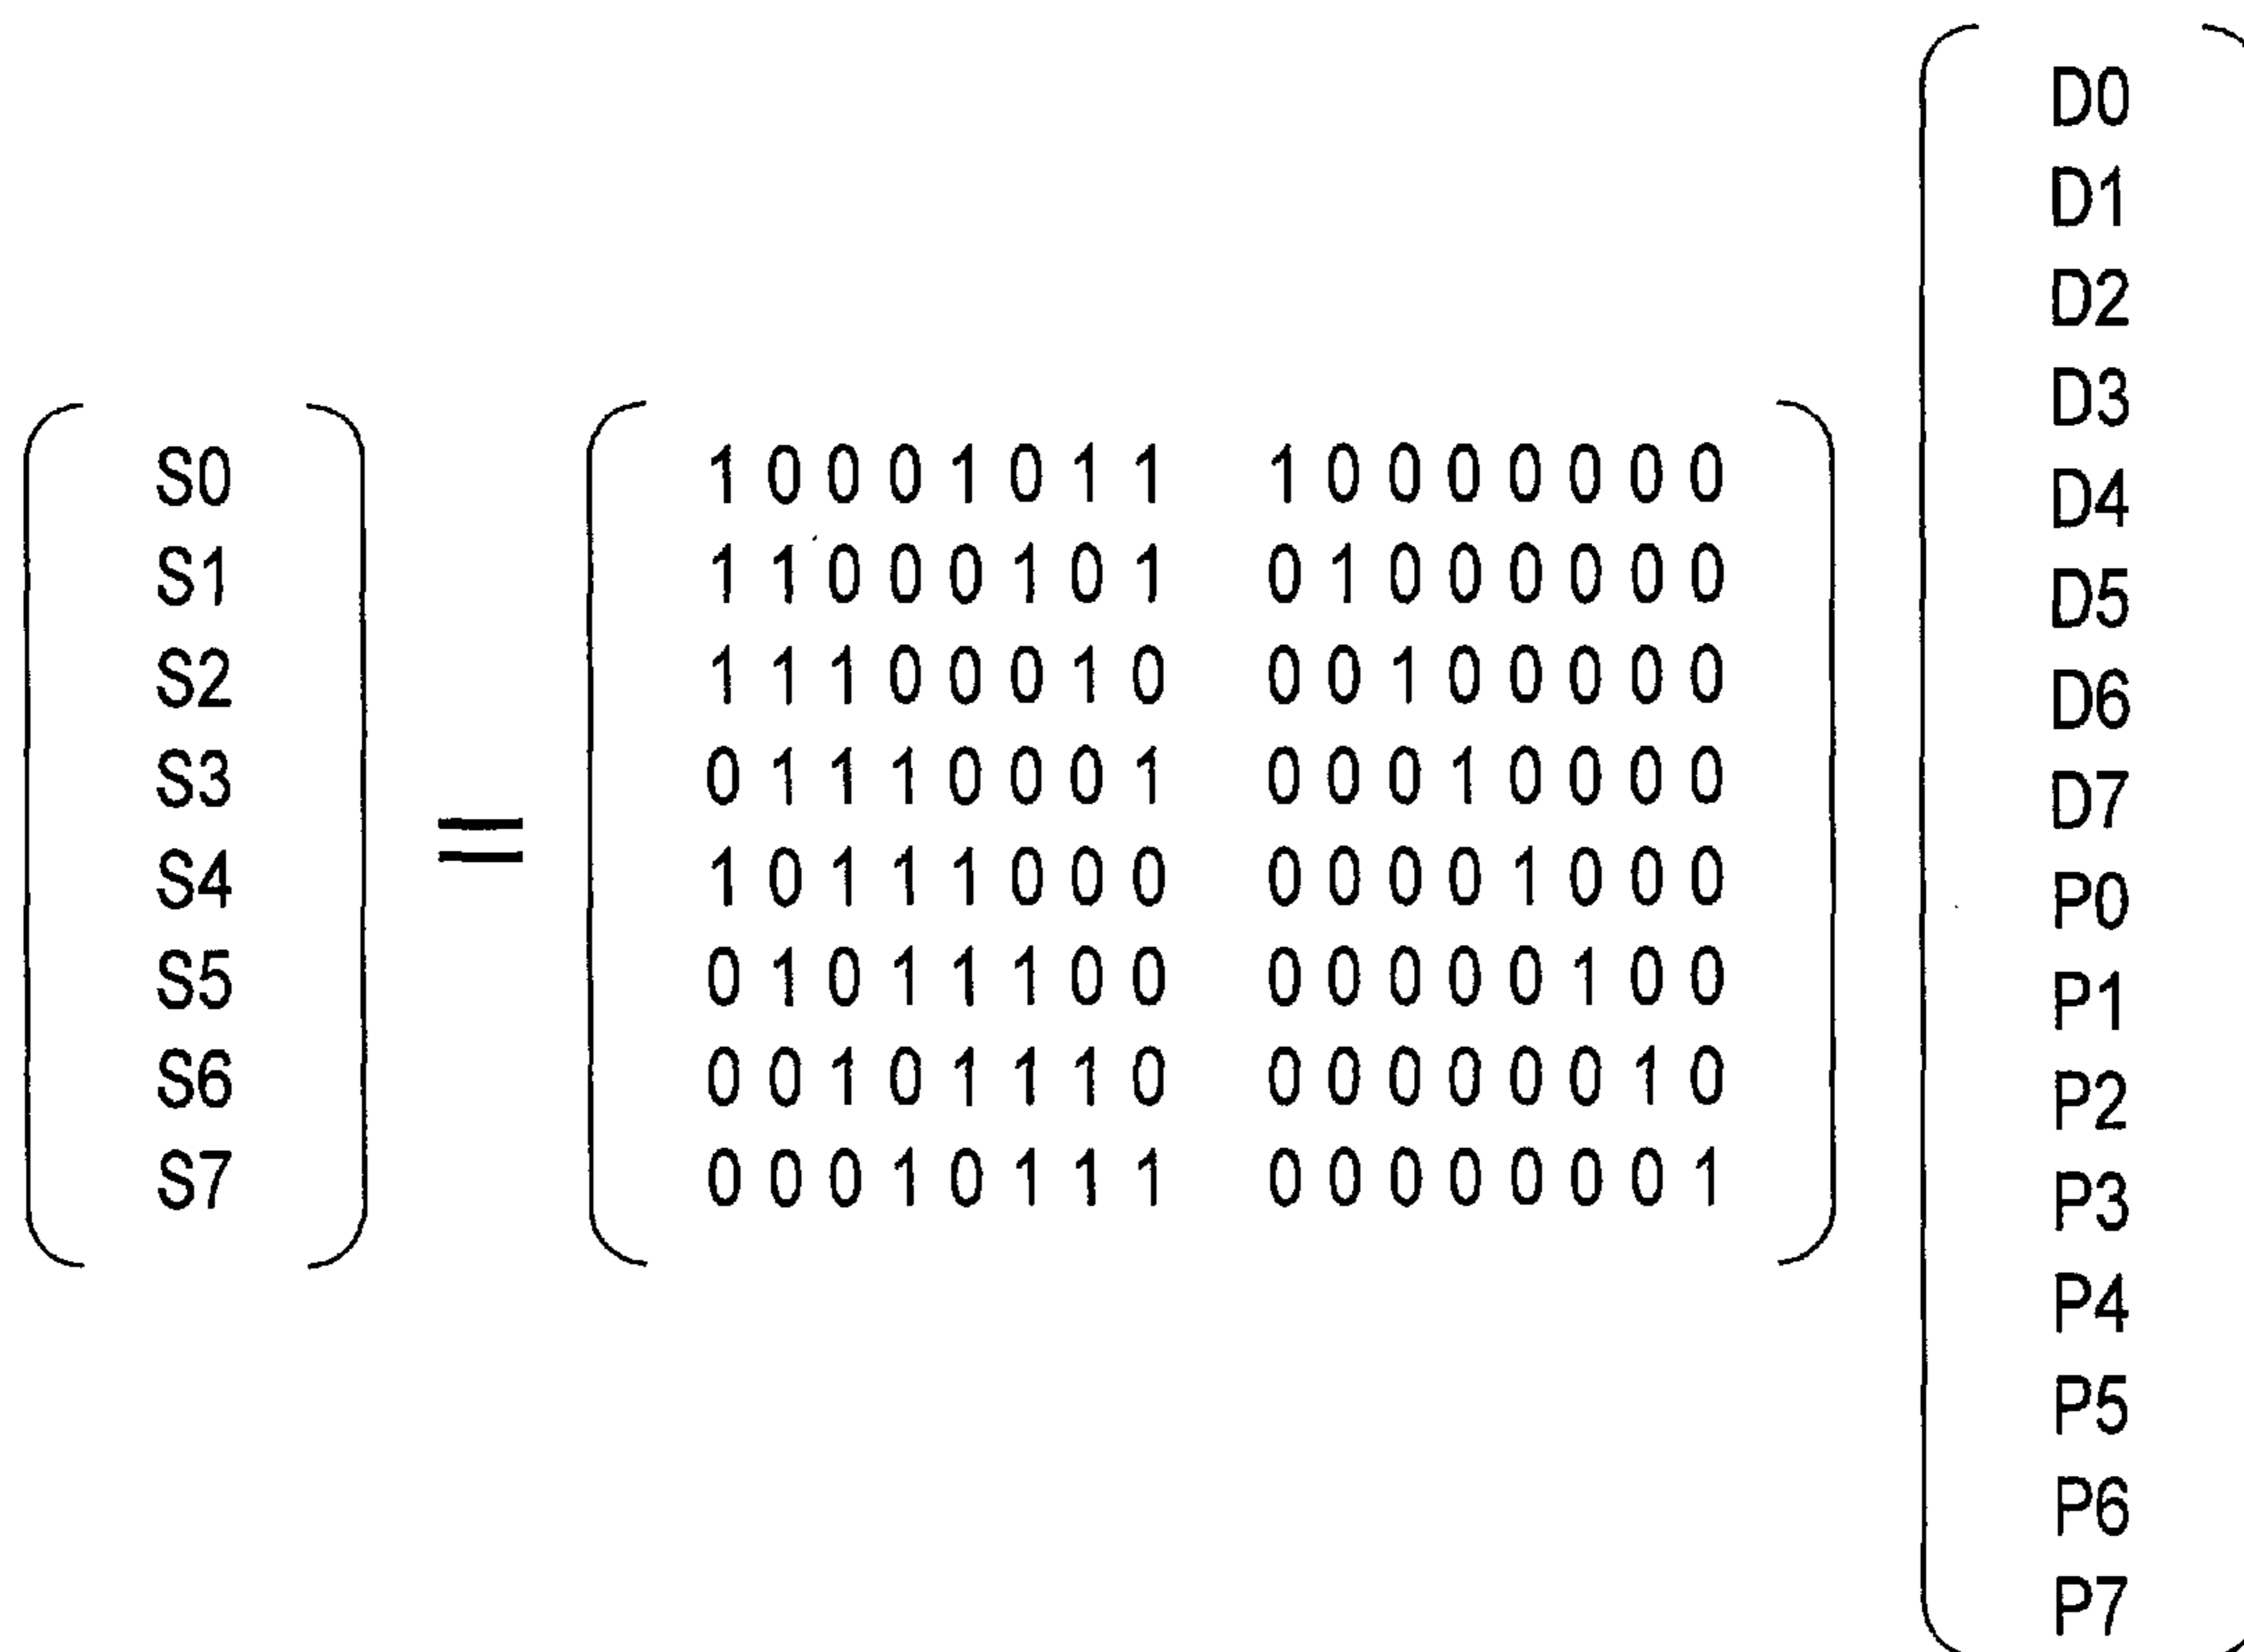 D0
D1
D2
D3
S0 1 0 0 0 1 0 1 1 1 0 0 0 0 0 0 0 D4
S1 1 1 0 0 0 1 0 1 0 1 0 0 0 0 0 0 D5
S2 1 1 1 0 0 0 1 0 0 0 1 0 0 0 0 0 D6
S3 0 1 1 1 0 0 0 1 0 0 0 1 0 0 0 0 D7
=
S4 1 0 1 1 1 0 0 0 0 0 0 0 1 0 0 0 P0
S5 0 1 0 1 1 1 0 0 0 0 0 0 0 1 0 0 P1
S6 0 0 1 0 1 1 1 0 0 0 0 0 0 0 1 0 P2
S7 0 0 0 1 0 1 1 1 0 0 0 0 0 0 0 1 P3
P4
P5
P6
P7